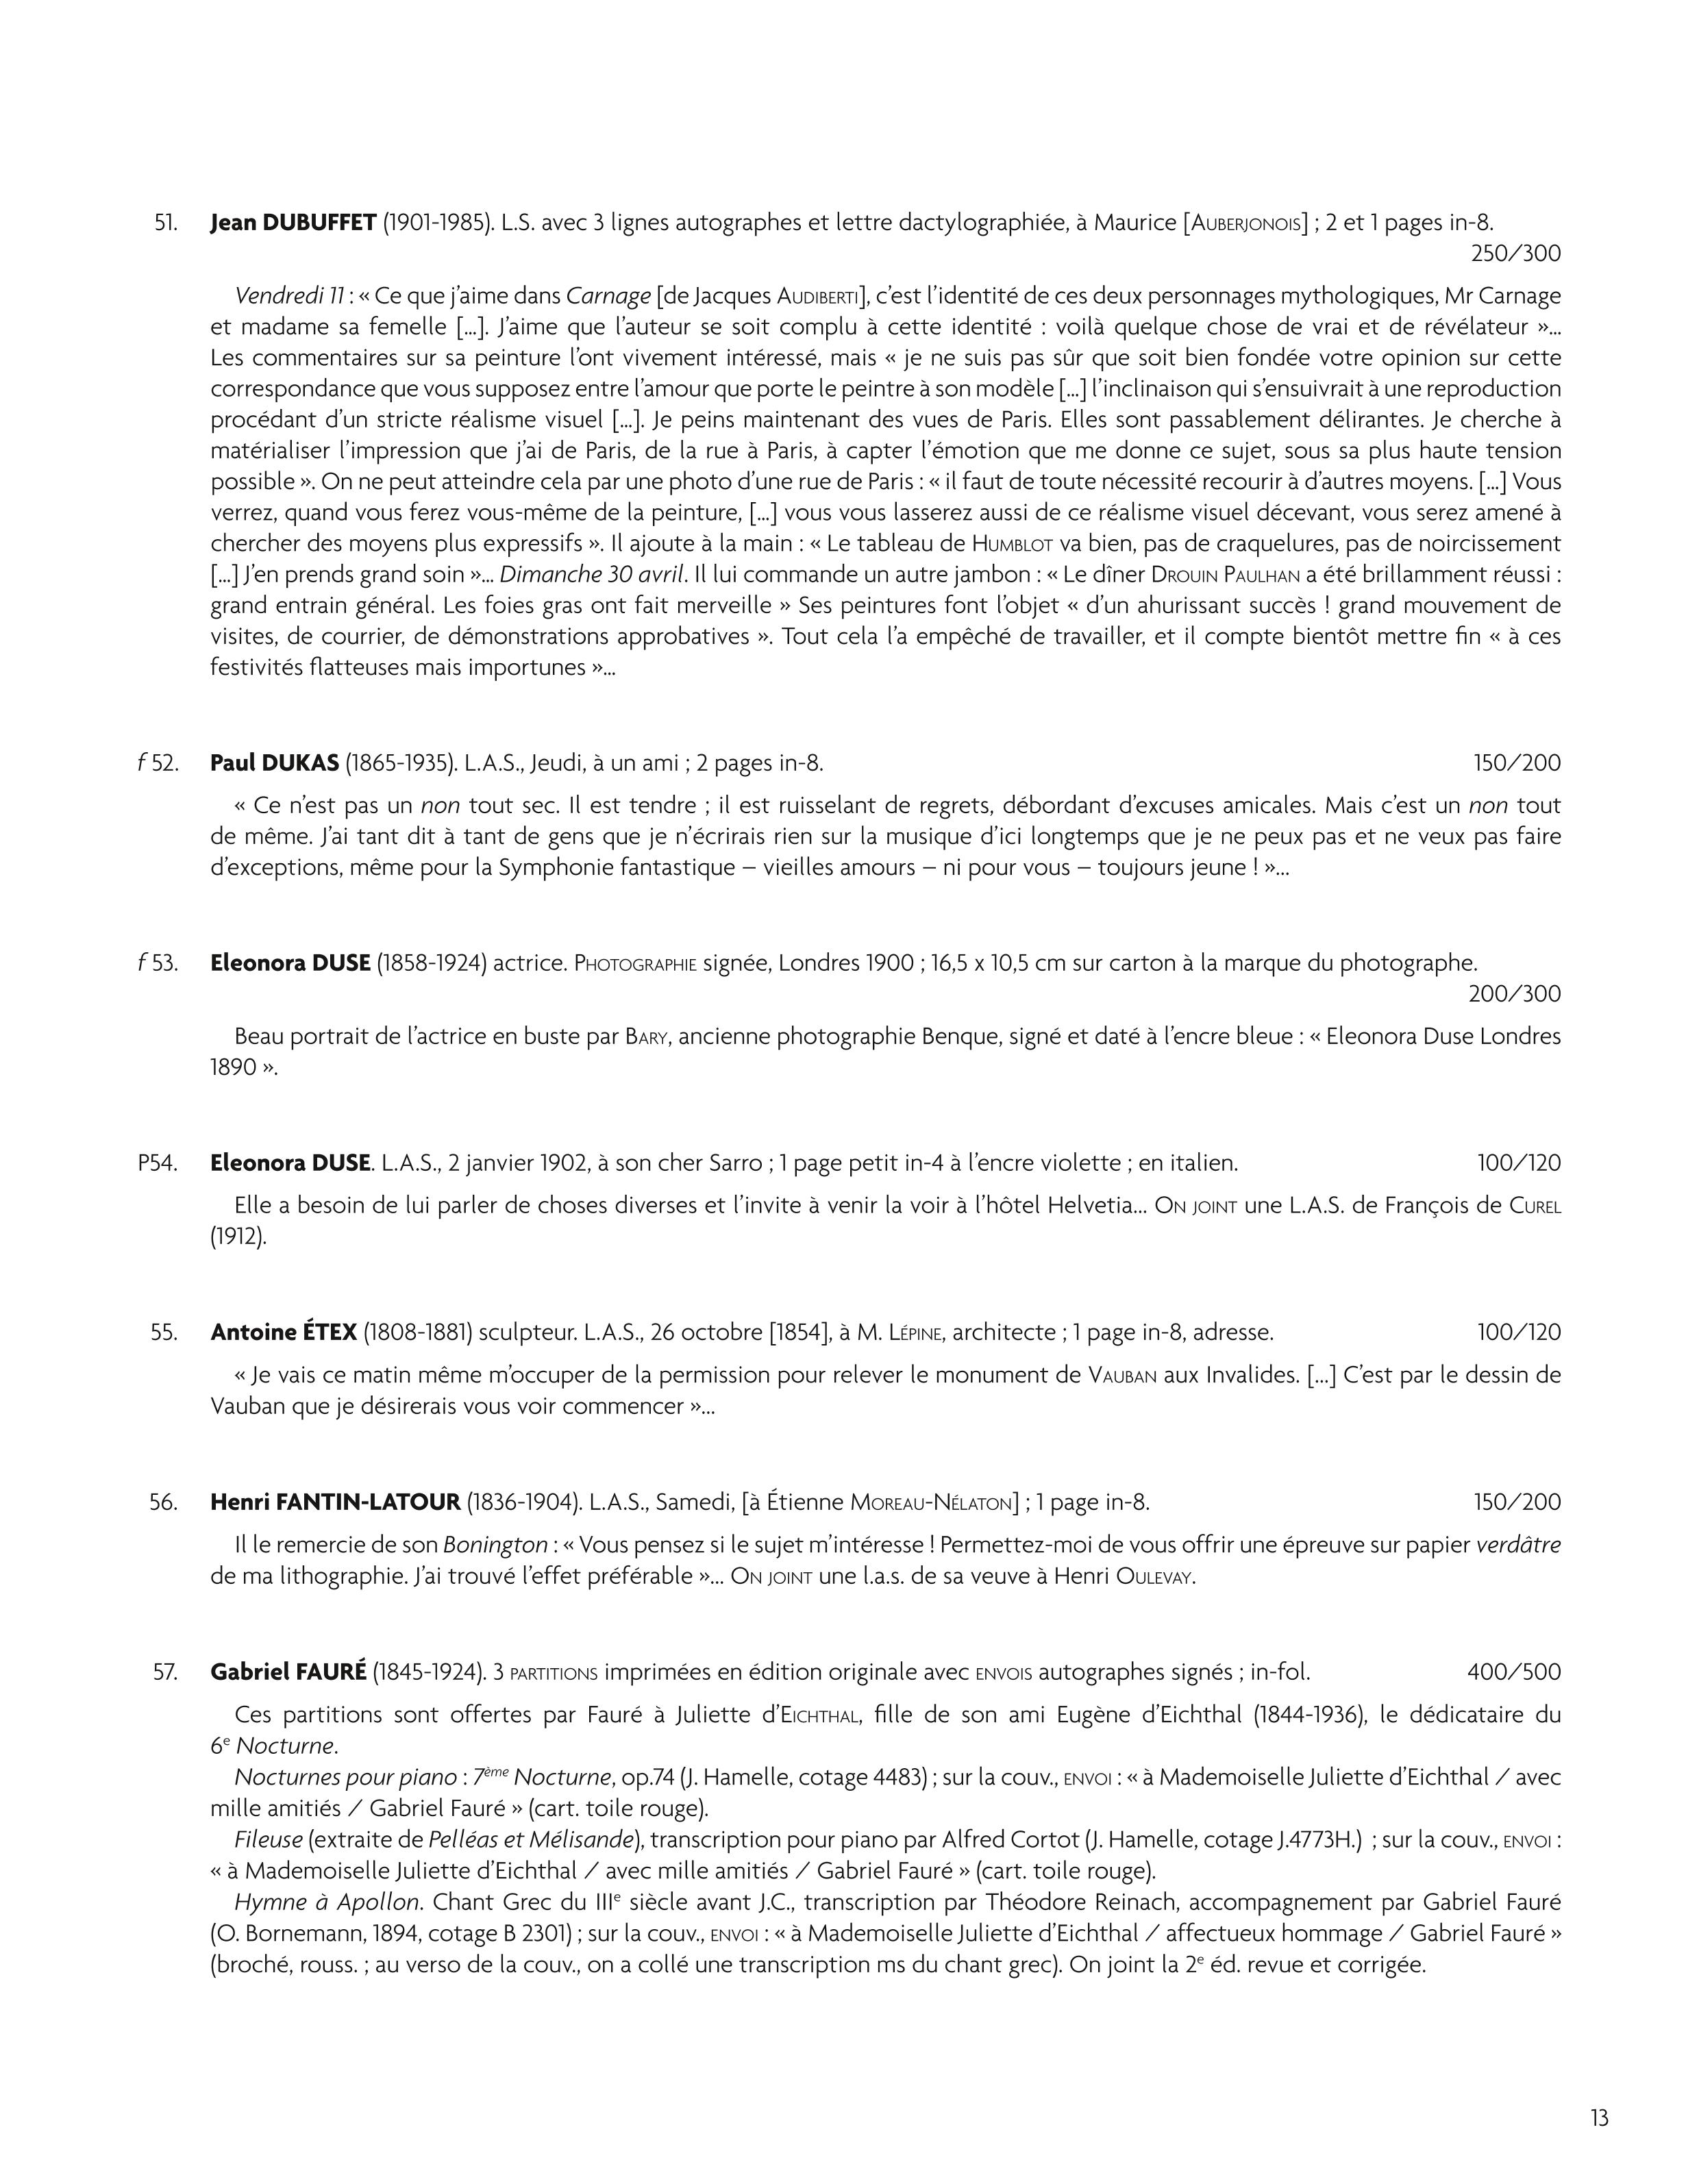 51. Jean DUBUFFET (1901-1985). L.S. avec 3 lignes autographes et lettre dactylographiée, à Maurice [Auberjonois] ; 2 et 1 pages in-8.
250/300
Vendredi 11 : « Ce que j’aime dans Carnage [de Jacques Audiberti], c’est l’identité de ces deux personnages mythologiques, Mr Carnage
et madame sa femelle [...]. J’aime que l’auteur se soit complu à cette identité : voilà quelque chose de vrai et de révélateur »...
Les commentaires sur sa peinture l’ont vivement intéressé, mais « je ne suis pas sûr que soit bien fondée votre opinion sur cette
correspondance que vous supposez entre l’amour que porte le peintre à son modèle [...] l’inclinaison qui s’ensuivrait à une reproduction
procédant d’un stricte réalisme visuel [...]. Je peins maintenant des vues de Paris. Elles sont passablement délirantes. Je cherche à
matérialiser l’impression que j’ai de Paris, de la rue à Paris, à capter l’émotion que me donne ce sujet, sous sa plus haute tension
possible ». On ne peut atteindre cela par une photo d’une rue de Paris : « il faut de toute nécessité recourir à d’autres moyens. [...] Vous
verrez, quand vous ferez vous-même de la peinture, [...] vous vous lasserez aussi de ce réalisme visuel décevant, vous serez amené à
chercher des moyens plus expressifs ». Il ajoute à la main : « Le tableau de Humblot va bien, pas de craquelures, pas de noircissement
[...] J’en prends grand soin »... Dimanche 30 avril. Il lui commande un autre jambon : « Le dîner Drouin Paulhan a été brillamment réussi :
grand entrain général. Les foies gras ont fait merveille » Ses peintures font l’objet « d’un ahurissant succès ! grand mouvement de
visites, de courrier, de démonstrations approbatives ». Tout cela l’a empêché de travailler, et il compte bientôt mettre fin « à ces
festivités flatteuses mais importunes »...
f 52. Paul DUKAS (1865-1935). L.A.S., Jeudi, à un ami ; 2 pages in-8. 150/200
« Ce n’est pas un non tout sec. Il est tendre ; il est ruisselant de regrets, débordant d’excuses amicales. Mais c’est un non tout
de même. J’ai tant dit à tant de gens que je n’écrirais rien sur la musique d’ici longtemps que je ne peux pas et ne veux pas faire
d’exceptions, même pour la Symphonie fantastique – vieilles amours – ni pour vous – toujours jeune ! »...
f 53. Eleonora DUSE (1858-1924) actrice. Photographie signée, Londres 1900 ; 16,5 x 10,5 cm sur carton à la marque du photographe.
200/300
Beau portrait de l’actrice en buste par Bary, ancienne photographie Benque, signé et daté à l’encre bleue : « Eleonora Duse Londres
1890 ».
P54. Eleonora DUSE. L.A.S., 2 janvier 1902, à son cher Sarro ; 1 page petit in-4 à l’encre violette ; en italien. 100/120
Elle a besoin de lui parler de choses diverses et l’invite à venir la voir à l’hôtel Helvetia... On joint une L.A.S. de François de Curel
(1912).
55. Antoine ÉTEX (1808-1881) sculpteur. L.A.S., 26 octobre [1854], à M. Lépine, architecte ; 1 page in-8, adresse. 100/120
« Je vais ce matin même m’occuper de la permission pour relever le monument de Vauban aux Invalides. [...] C’est par le dessin de
Vauban que je désirerais vous voir commencer »...
56. Henri FANTIN-LATOUR (1836-1904). L.A.S., Samedi, [à Étienne Moreau-Nélaton] ; 1 page in-8. 150/200
Il le remercie de son Bonington : « Vous pensez si le sujet m’intéresse ! Permettez-moi de vous offrir une épreuve sur papier verdâtre
de ma lithographie. J’ai trouvé l’effet préférable »... On joint une l.a.s. de sa veuve à Henri Oulevay.
57. Gabriel FAURÉ (1845-1924). 3 partitions imprimées en édition originale avec envois autographes signés ; in-fol. 400/500
Ces partitions sont offertes par Fauré à Juliette d’Eichthal, fille de son ami Eugène d’Eichthal (1844-1936), le dédicataire du
6e Nocturne.
Nocturnes pour piano : 7ème Nocturne, op.74 (J. Hamelle, cotage 4483) ; sur la couv., envoi : « à Mademoiselle Juliette d’Eichthal / avec
mille amitiés / Gabriel Fauré » (cart. toile rouge).
Fileuse (extraite de Pelléas et Mélisande), transcription pour piano par Alfred Cortot (J. Hamelle, cotage J.4773H.) ; sur la couv., envoi :
« à Mademoiselle Juliette d’Eichthal / avec mille amitiés / Gabriel Fauré » (cart. toile rouge).
Hymne à Apollon. Chant Grec du IIIe siècle avant J.C., transcription par Théodore Reinach, accompagnement par Gabriel Fauré
(O. Bornemann, 1894, cotage B 2301) ; sur la couv., envoi : « à Mademoiselle Juliette d’Eichthal / affectueux hommage / Gabriel Fauré »
(broché, rouss. ; au verso de la couv., on a collé une transcription ms du chant grec). On joint la 2e éd. revue et corrigée.
13